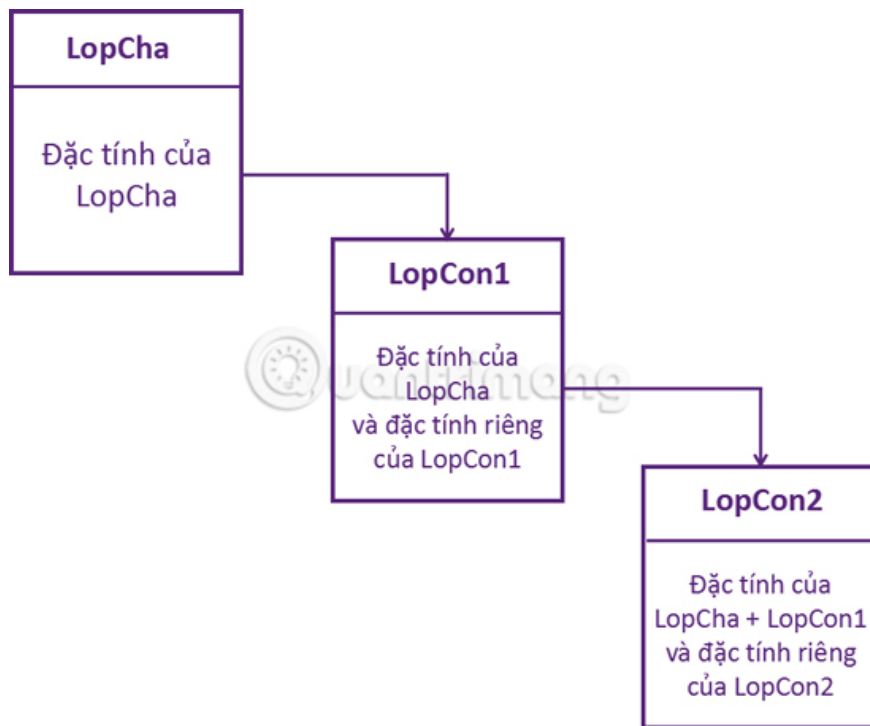 LopCha
Đặc tính của
LopCha
LopCon1
Đặc tính của
LopCha
và đặc tính riêng
của LopCon1
Quantrimang
LopCon2
Đặc tính của
LopCha + LopCon1
và đặc tính riêng
của LopCon2